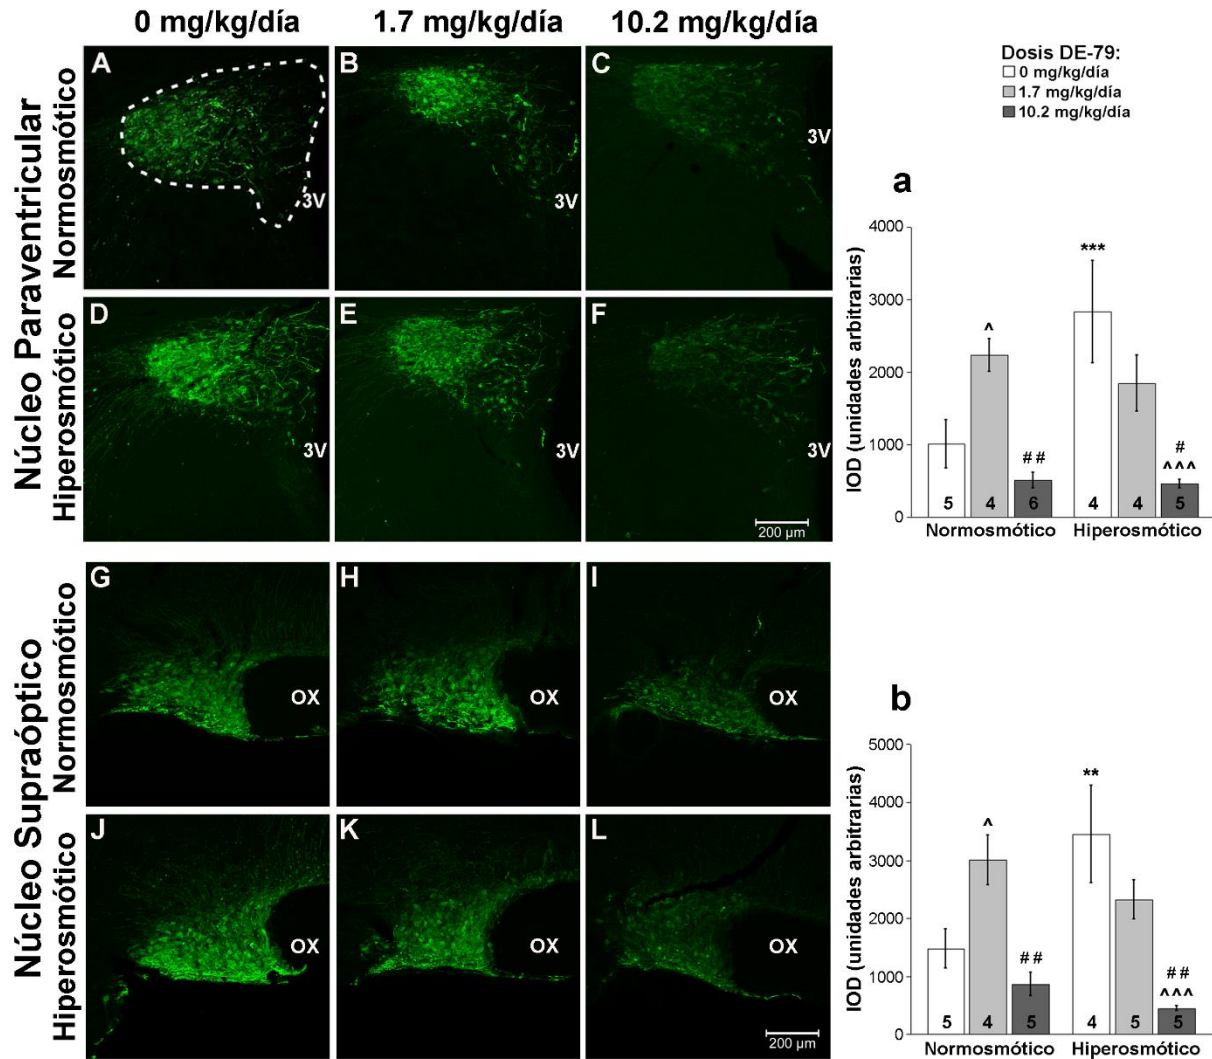 0 mg/kg/día 1.7 mg/kg/día 10.2 mg/kg/día
Núcleo Paraventricular
Normosmótico
A
3V
B
3V
C
3V
Hiperosmótico
D
3V
E
3V
F
3V
200 µm
Núcleo Supraóptico
Normosmótico
G
OX
H
OX
I
OX
Hiperosmótico
J
OX
K
OX
L
OX
200 µm
Dosis DE-79:
0 mg/kg/día
1.7 mg/kg/día
10.2 mg/kg/día
a
IOD (unidades arbitrarias)
4000
3000
2000
1000
0
^
##
***
#
^^^
5 4 6 4 4 5
Normosmótico Hiperosmótico
b
IOD (unidades arbitrarias)
5000
4000
3000
2000
1000
0
^
##
**
##
^^^
5 4 5 4 5 5
Normosmótico Hiperosmótico